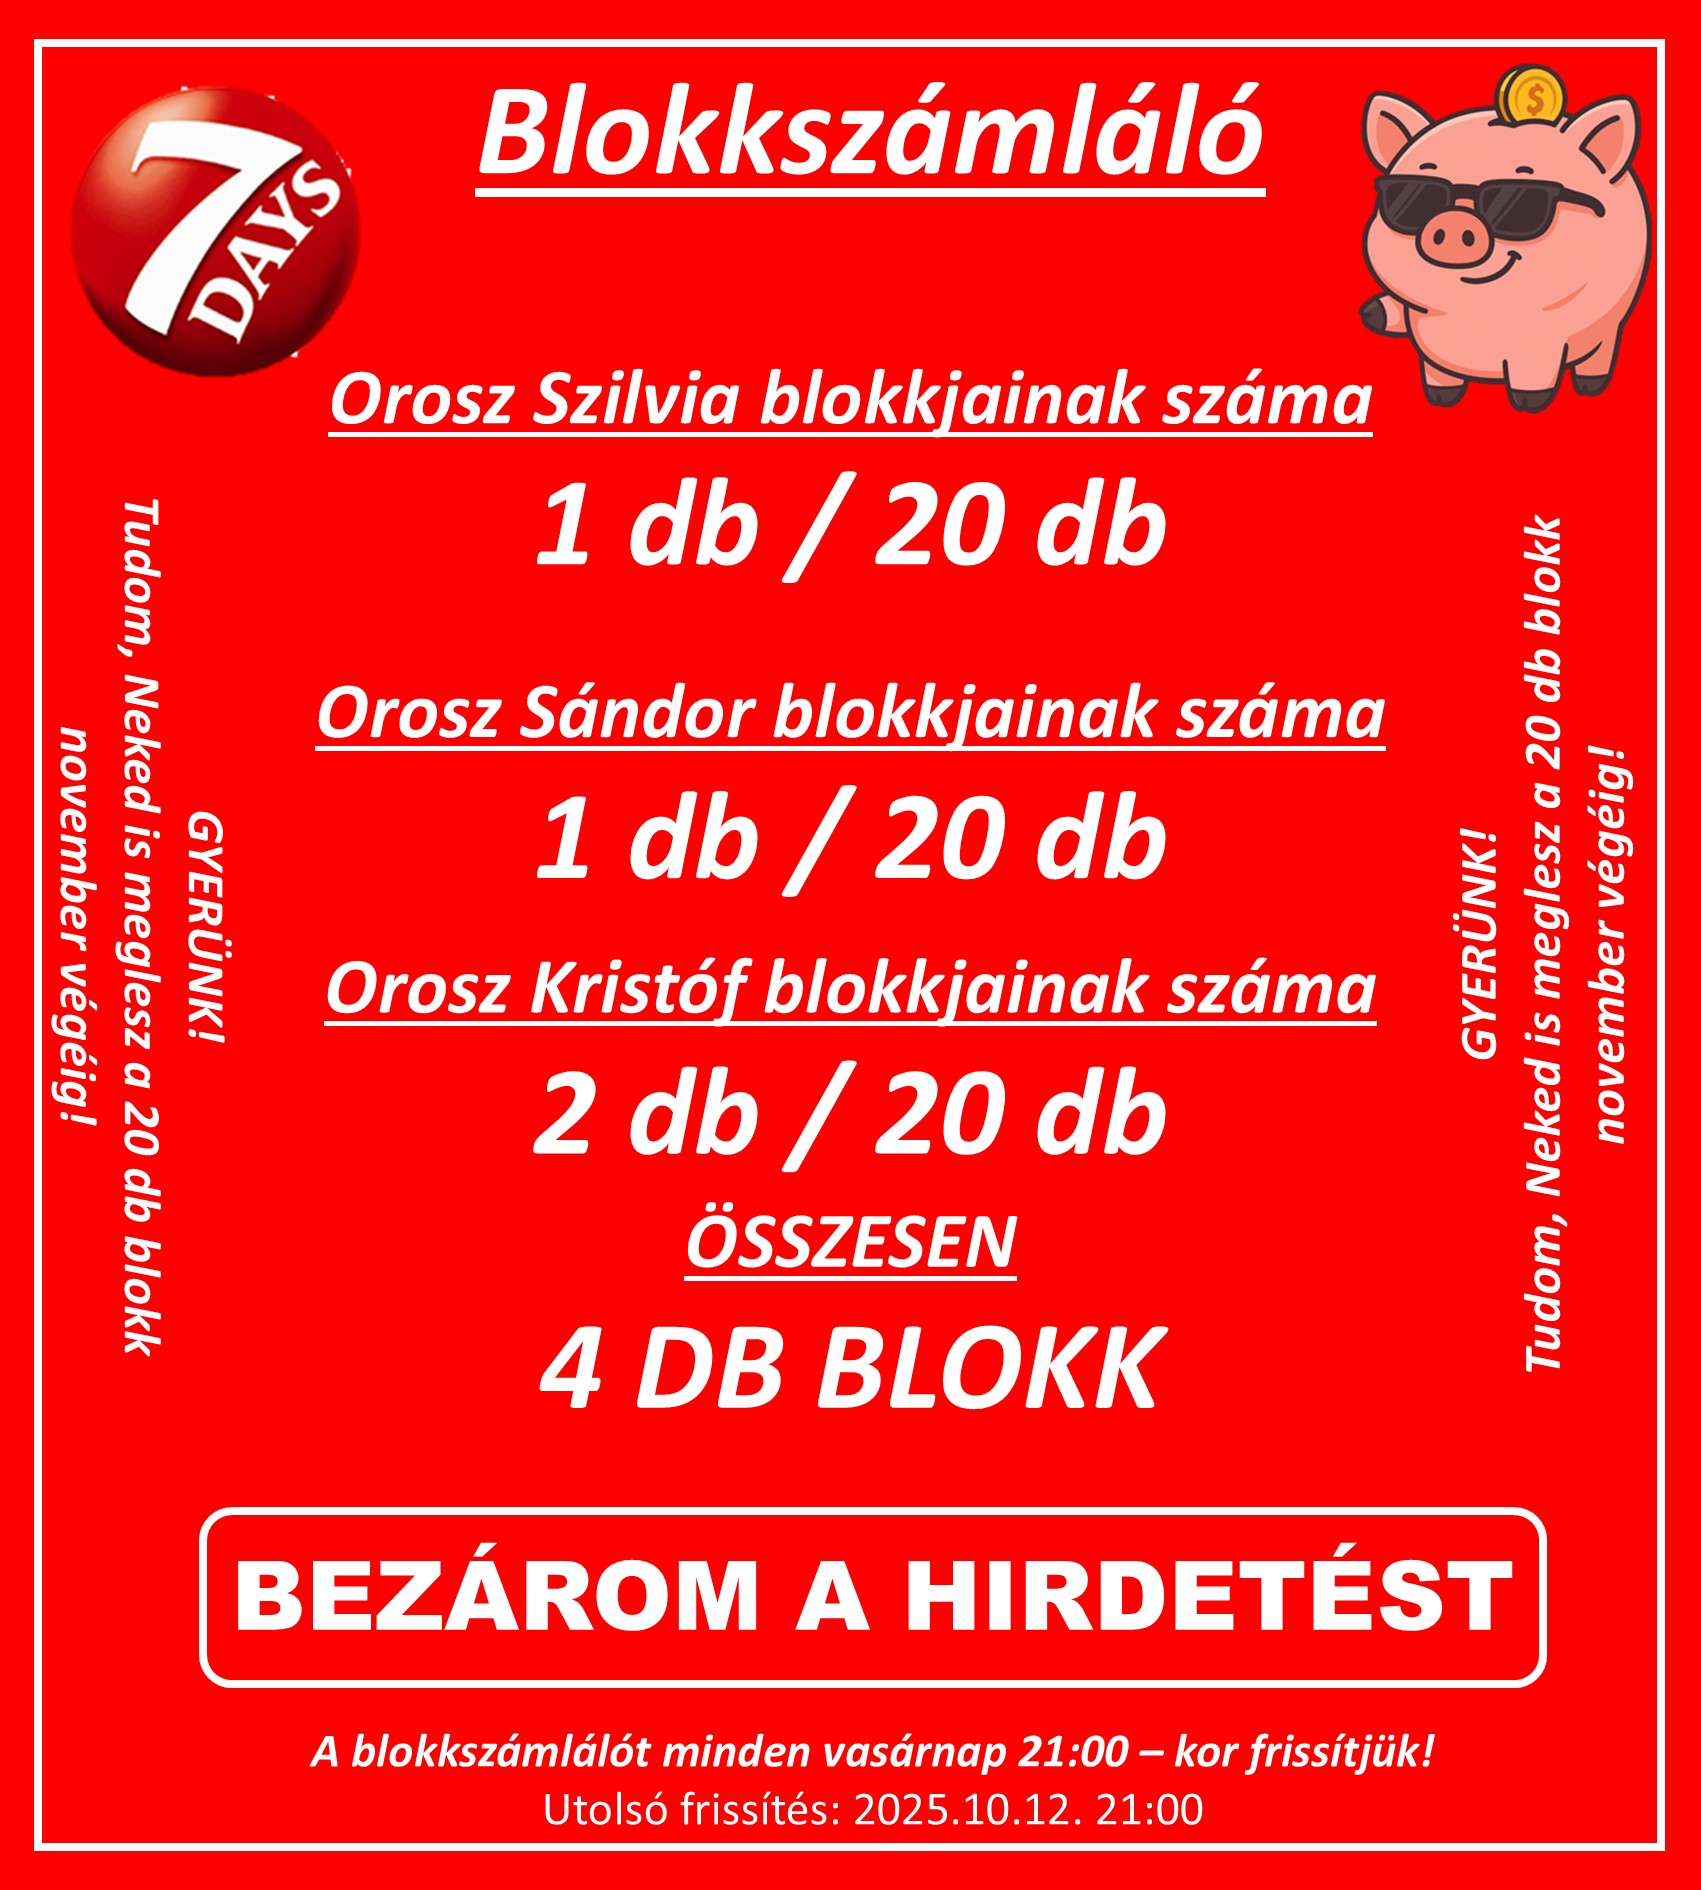 7
DAYS
Blokkszámláló
$
Orosz Szilvia blokkjainak száma
1 db / 20 db
Orosz Sándor blokkjainak száma
1 db / 20 db
Orosz Kristóf blokkjainak száma
2 db / 20 db
ÖSSZESEN
4 DB BLOKK
GYERÜNK!
Tudom, Neked is meglesz a 20 db blokk
november végéig!
GYERÜNK!
Tudom, Neked is meglesz a 20 db blokk
november végéig!
BEZÁROM A HIRDETÉST
A blokkszámlálót minden vasárnap 21:00 – kor frissítjük!
Utolsó frissítés: 2025.10.12. 21:00